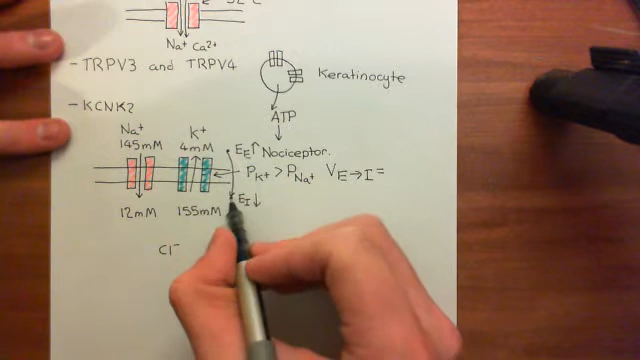 52°C
Na⁺ Ca²⁺
- TRPV3 and TRPV4
Keratinocyte
- KCNK2
ATP
Na⁺ K⁺
145mM 4mM
E_E↑ Nociceptor.
P_K⁺ > P_Na⁺ V_E→I =
12mM 155mM
E_I↓
Cl⁻